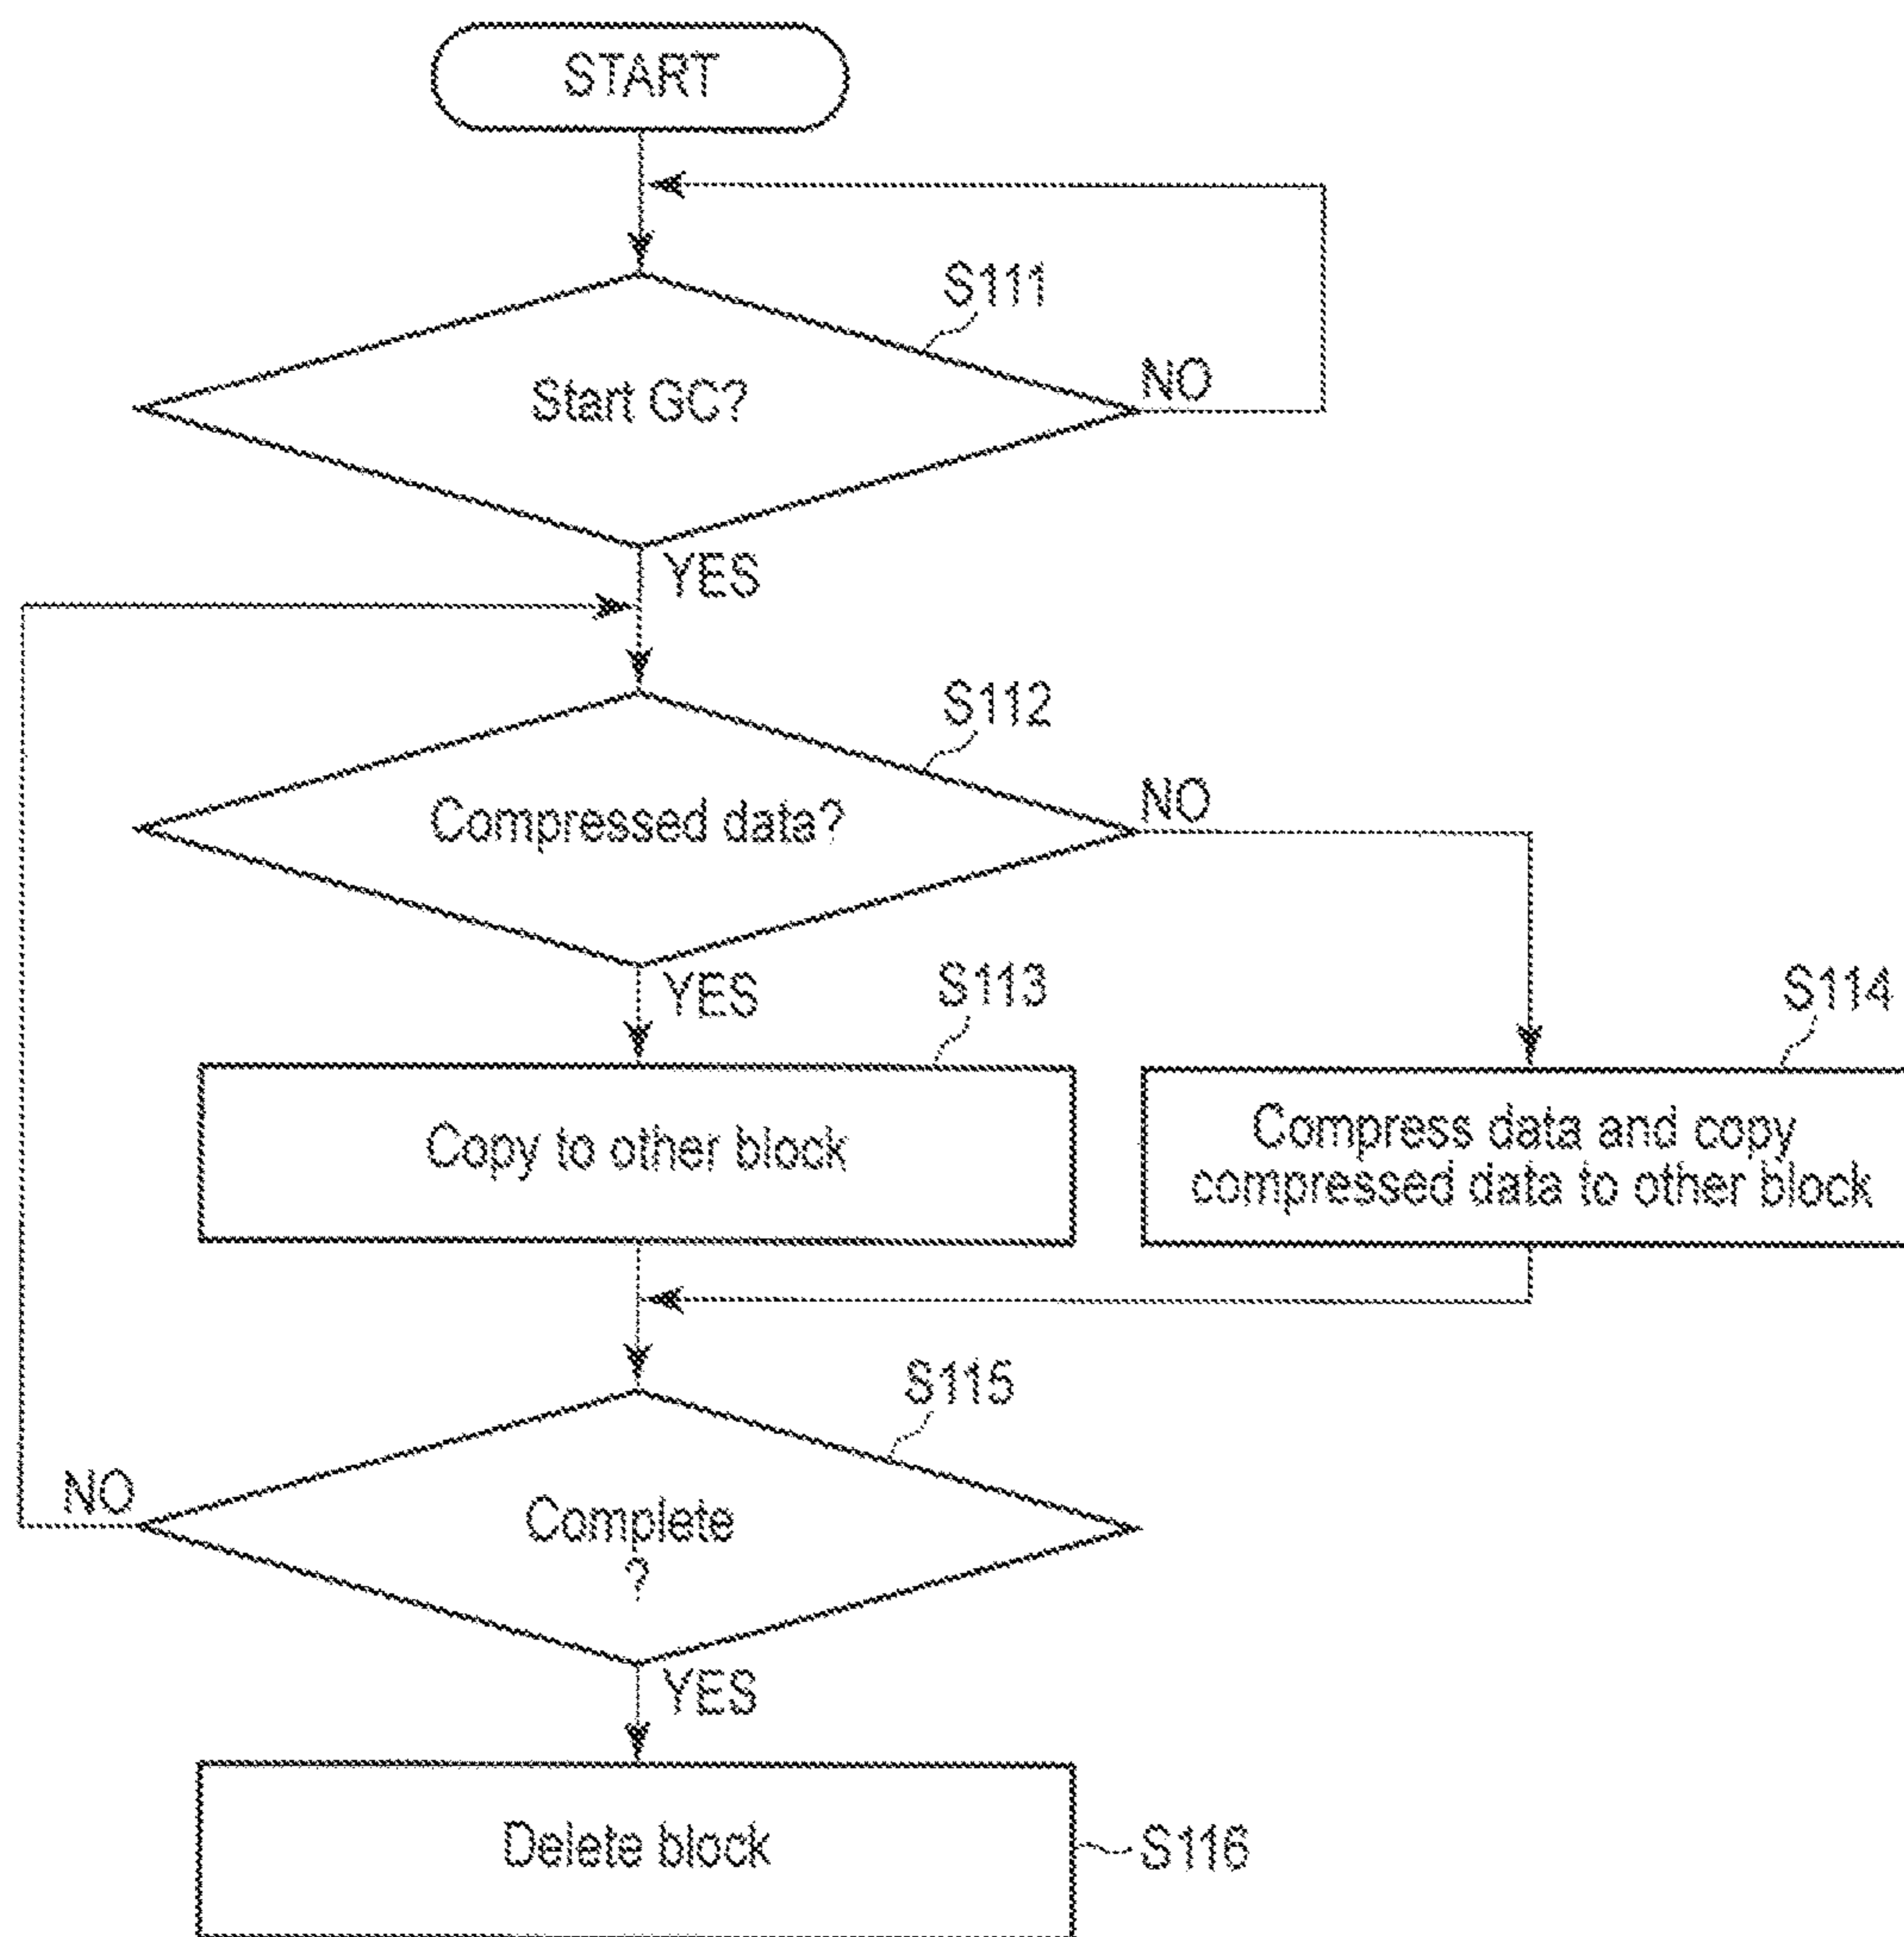 START
S111
Start GC?
NO
YES
S112
Compressed data?
NO
YES
S113
S114
Copy to other block
Compress data and copy
compressed data to other block
S115
NO
Complete
?
YES
Delete block
S116